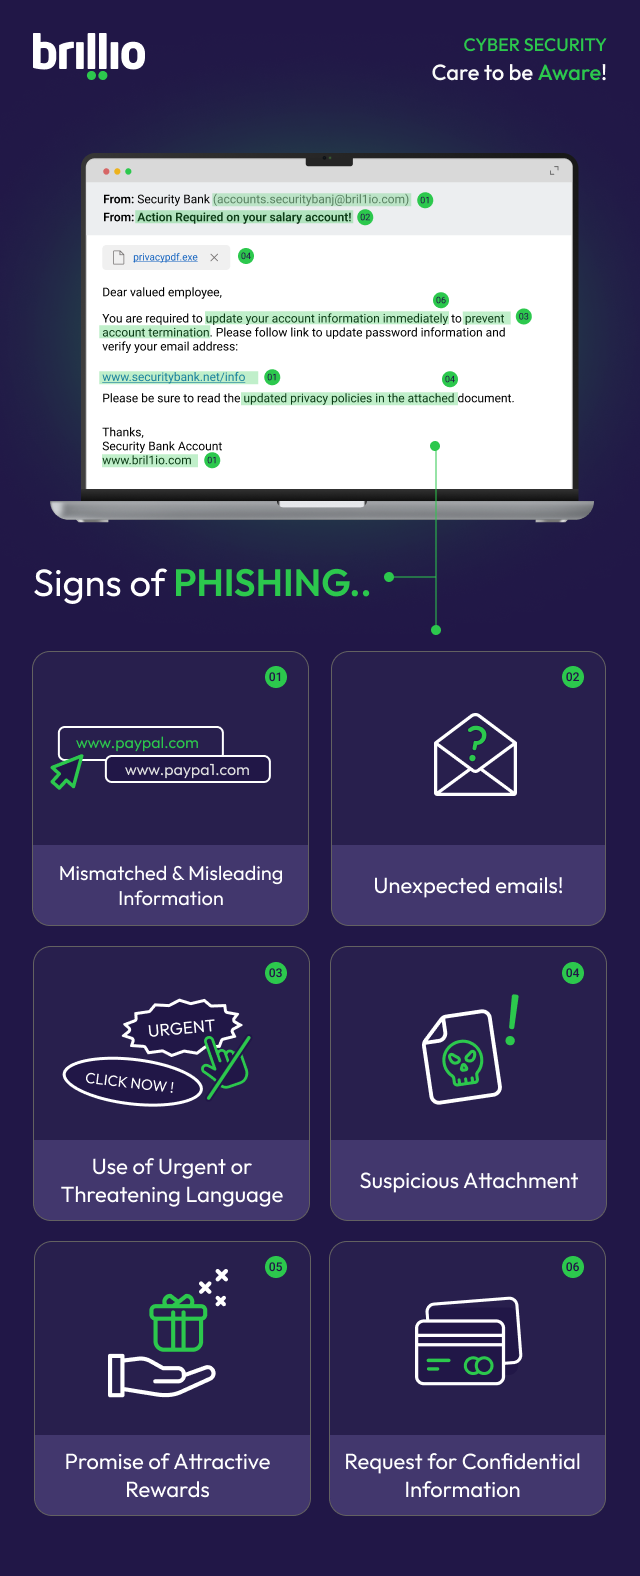 brillio
CYBER SECURITY
Care to be Aware!
From: Security Bank (accounts.securitybanj@bril1io.com) 01
From: Action Required on your salary account! 02
privacypdf.exe 04
Dear valued employee,
06
You are required to update your account information immediately to prevent 03
account termination. Please follow link to update password information and
verify your email address:
www.securitybank.net/info 01
04
Please be sure to read the updated privacy policies in the attached document.
Thanks,
Security Bank Account
www.bril1io.com 01
Signs of PHISHING..
01
www.paypal.com
www.paypa1.com
Mismatched & Misleading
Information
02
?
Unexpected emails!
03
URGENT
CLICK NOW !
Use of Urgent or
Threatening Language
04
!
Suspicious Attachment
05
Promise of Attractive
Rewards
06
Request for Confidential
Information